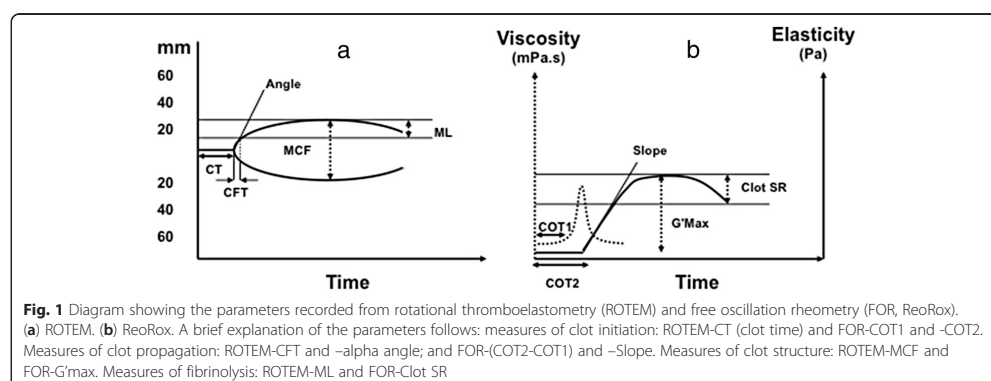 a
mm
60
40
20
20
40
60
Angle
MCF
ML
CT
CFT
Time
b
Viscosity
(mPa.s)
Elasticity
(Pa)
Slope
Clot SR
G'Max
COT1
COT2
Time
Fig. 1 Diagram showing the parameters recorded from rotational thromboelastometry (ROTEM) and free oscillation rheometry (FOR, ReoRox).
(a) ROTEM. (b) ReoRox. A brief explanation of the parameters follows: measures of clot initiation: ROTEM-CT (clot time) and FOR-COT1 and -COT2.
Measures of clot propagation: ROTEM-CFT and –alpha angle; and FOR-(COT2-COT1) and –Slope. Measures of clot structure: ROTEM-MCF and
FOR-G'max. Measures of fibrinolysis: ROTEM-ML and FOR-Clot SR